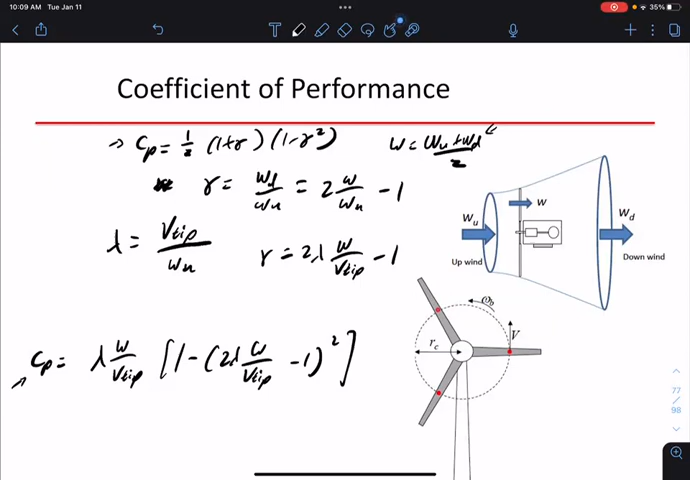 10:09 AM Tue Jan 11
35%
Coefficient of Performance
→ Cp = 1/2 (1+r)(1-r²) w = (wu + wd)/2
r = wd/wu = 2 w/wu - 1
λ = Vtip/wu r = 2λ w/Vtip - 1
Cp = λ w/Vtip [1-(2λ w/Vtip -1)²]
Wu
W
Wd
Up wind
Down wind
ωb
V
rc
77
/
98